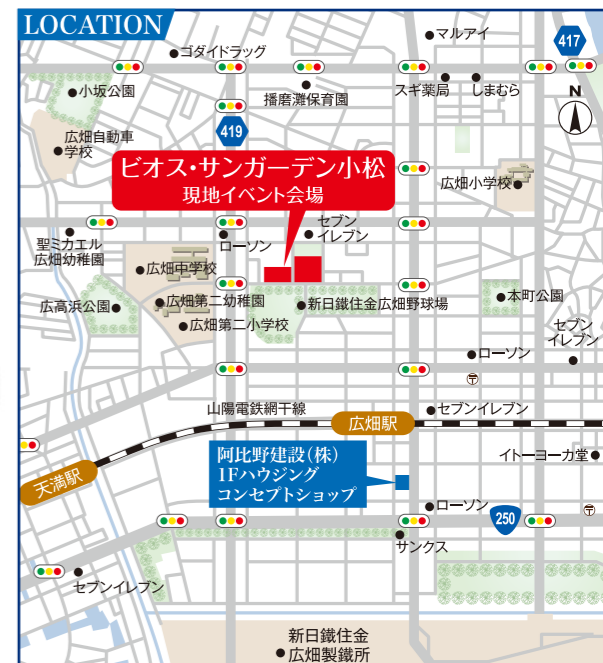 LOCATION
マルアイ
417
ゴダイドラッグ
小坂公園
播磨灘保育園
スギ薬局
しまむら
N
広畑自動車
学校
419
ビオス・サンガーデン小松
現地イベント会場
広畑小学校
セブン
イレブン
ローソン
聖ミカエル
広畑幼稚園
広畑中学校
広畑第二幼稚園
新日鐵住金広畑野球場
本町公園
広高浜公園
広畑第二小学校
セブン
イレブン
ローソン
〒
山陽電鉄網干線
広畑駅
セブンイレブン
阿比野建設(株)
IFハウジング
コンセプトショップ
イトーヨーカ堂
天満駅
ローソン
〒
250
サンクス
セブンイレブン
新日鐵住金
広畑製鐵所